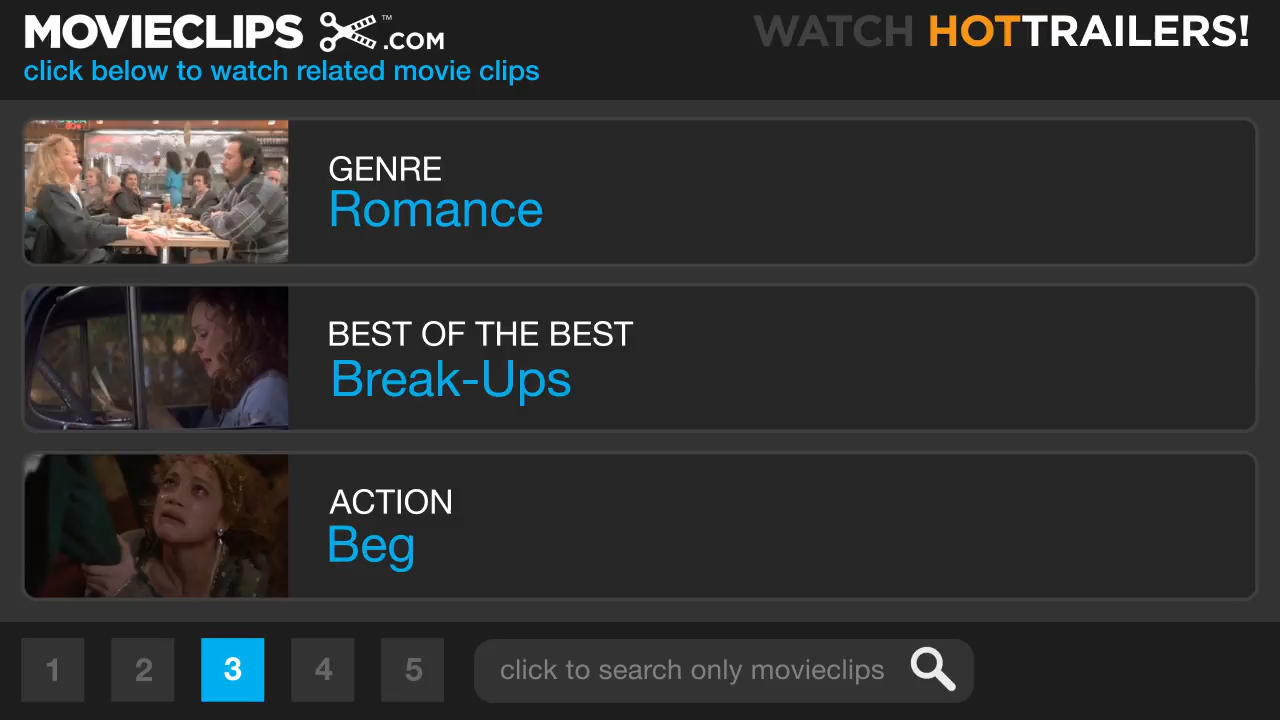 MOVIECLIPS ™ .COM
WATCH HOTTRAILERS!
click below to watch related movie clips
GENRE
Romance
BEST OF THE BEST
Break-Ups
ACTION
Beg
1 2 3 4 5
click to search only movieclips